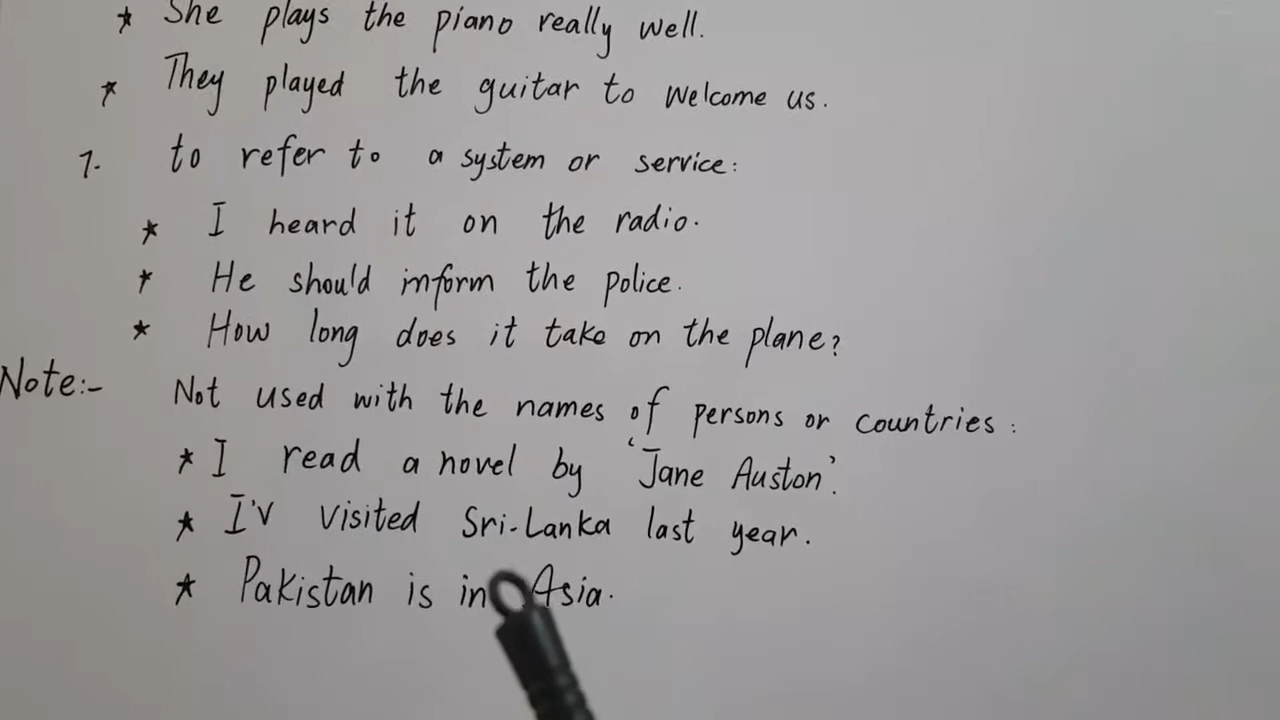 * She plays the piano really well.
* They played the guitar to welcome us.
7. to refer to a system or service:
* I heard it on the radio.
* He should inform the police.
* How long does it take on the plane?
Note:- Not used with the names of persons or countries:
* I read a novel by 'Jane Auston'.
* I'v visited Sri-Lanka last year.
* Pakistan is in Asia.